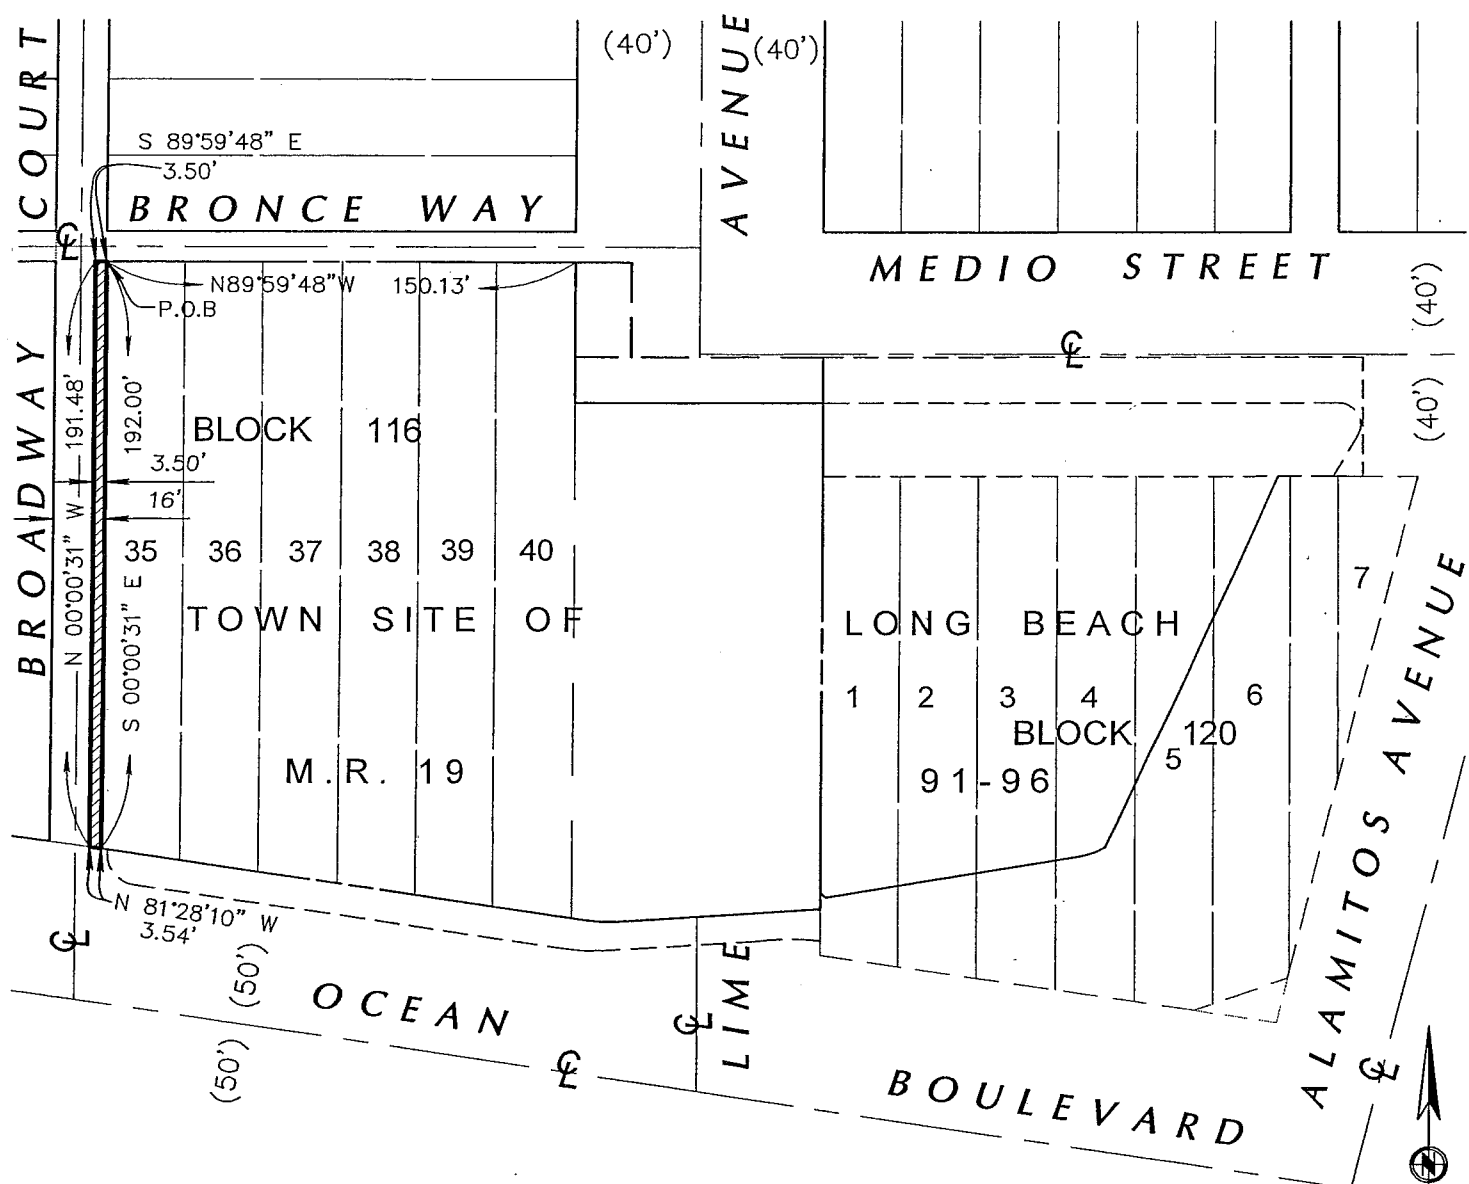 COURT
(40')
AVENUE
(40')
S 89°59'48" E
3.50'
BRONCE WAY
℄
MEDIO STREET
N89°59'48"W 150.13'
P.O.B
(40')
℄
BROADWAY
N 00°00'31" W 191.48'
S 00°00'31" E 192.00'
BLOCK 116
(40')
3.50'
16'
35 36 37 38 39 40
7
TOWN SITE OF LONG BEACH
1 2 3 4 5 6
BLOCK 120
M.R. 19 91-96
ALAMITOS AVENUE
N 81°28'10" W
3.54'
℄
(50')
OCEAN BOULEVARD
LIME
℄
(50')
℄
℄
N